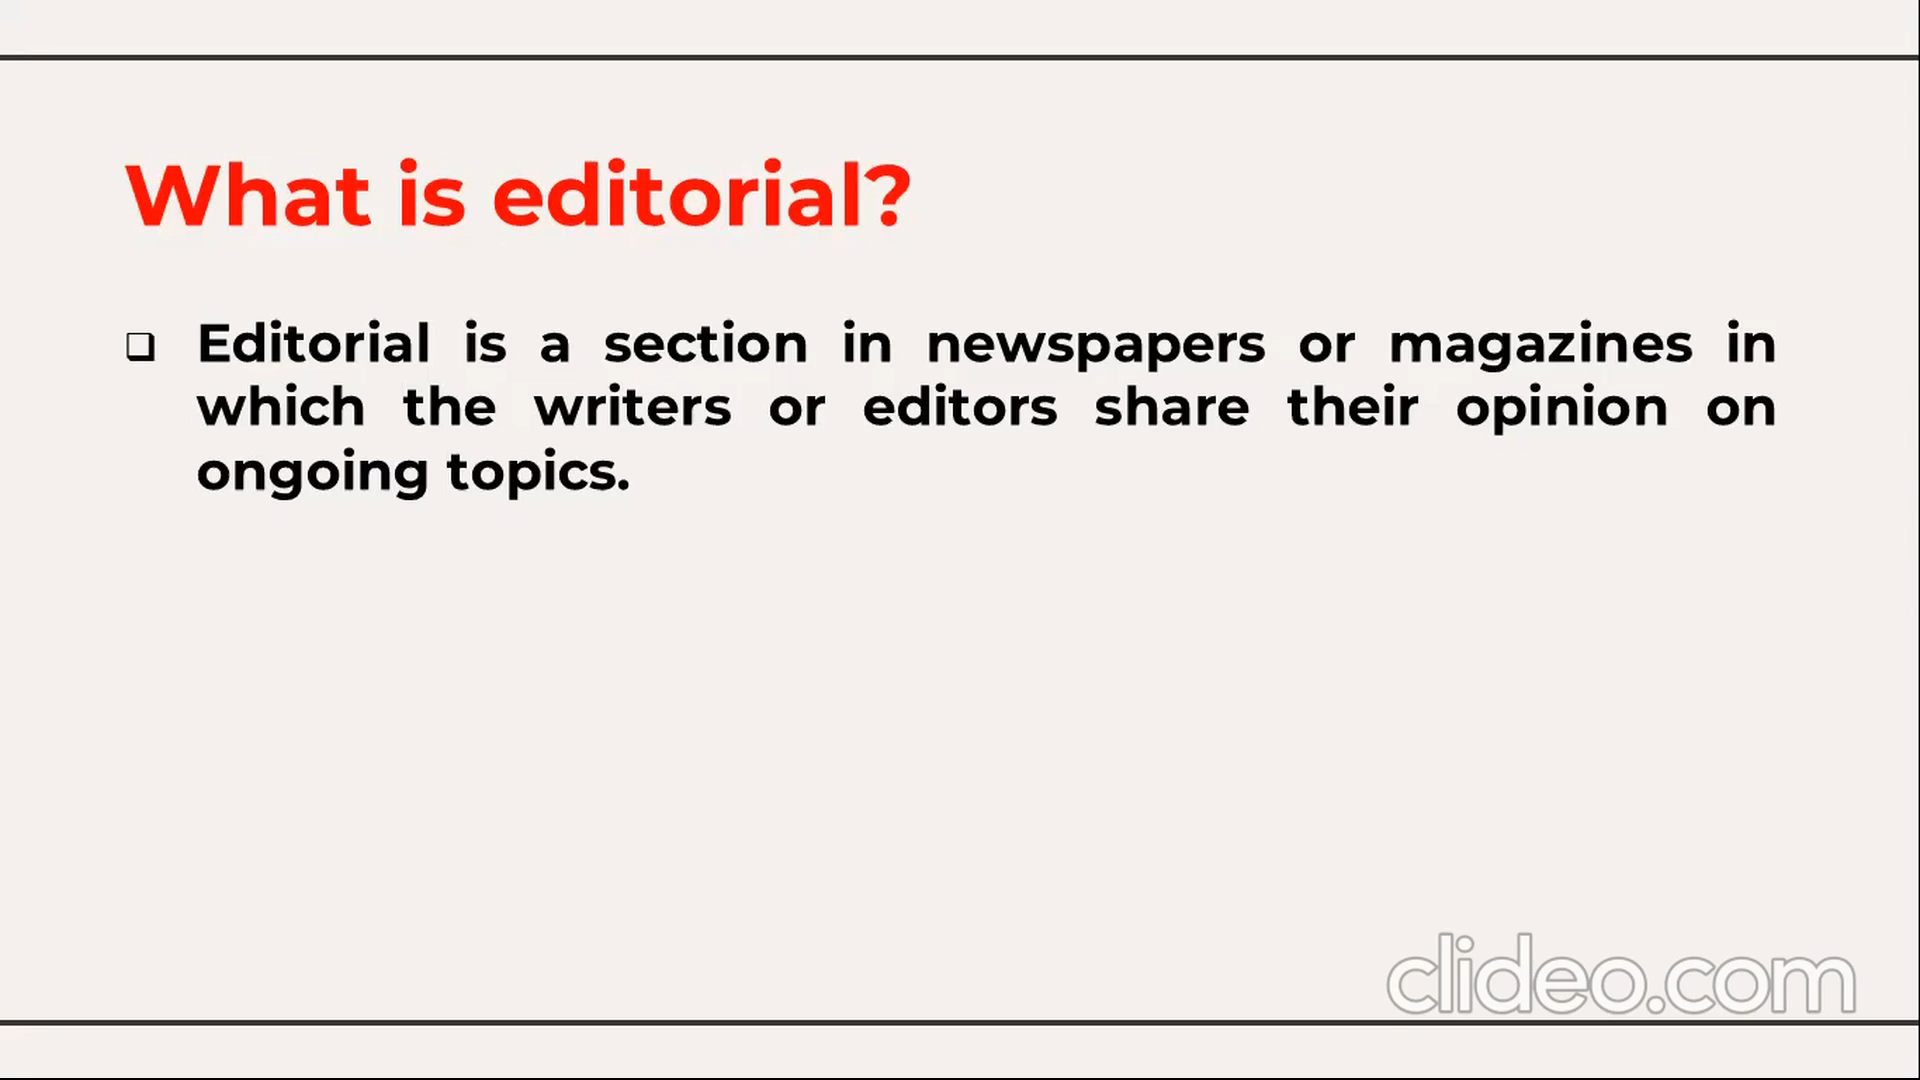 What is editorial?
❑ Editorial is a section in newspapers or magazines in
which the writers or editors share their opinion on
ongoing topics.
clideo.com